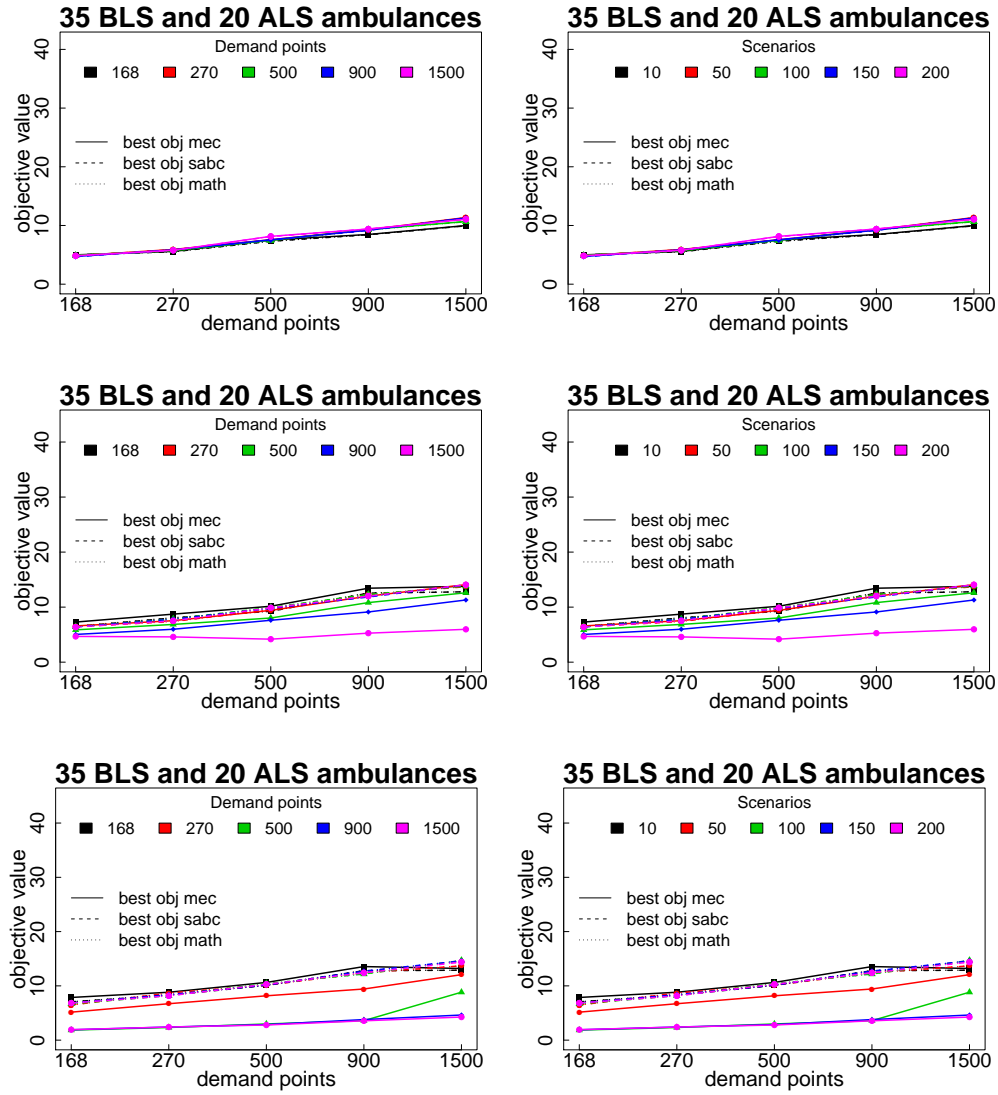 35 BLS and 20 ALS ambulances
Demand points
168 270 500 900 1500
best obj mec
best obj sabc
best obj math
objective value
0 10 20 30 40
168 270 500 900 1500
demand points
35 BLS and 20 ALS ambulances
Scenarios
10 50 100 150 200
best obj mec
best obj sabc
best obj math
objective value
0 10 20 30 40
168 270 500 900 1500
demand points
35 BLS and 20 ALS ambulances
Demand points
168 270 500 900 1500
best obj mec
best obj sabc
best obj math
objective value
0 10 20 30 40
168 270 500 900 1500
demand points
35 BLS and 20 ALS ambulances
Scenarios
10 50 100 150 200
best obj mec
best obj sabc
best obj math
objective value
0 10 20 30 40
168 270 500 900 1500
demand points
35 BLS and 20 ALS ambulances
Demand points
168 270 500 900 1500
best obj mec
best obj sabc
best obj math
objective value
0 10 20 30 40
168 270 500 900 1500
demand points
35 BLS and 20 ALS ambulances
Scenarios
10 50 100 150 200
best obj mec
best obj sabc
best obj math
objective value
0 10 20 30 40
168 270 500 900 1500
demand points